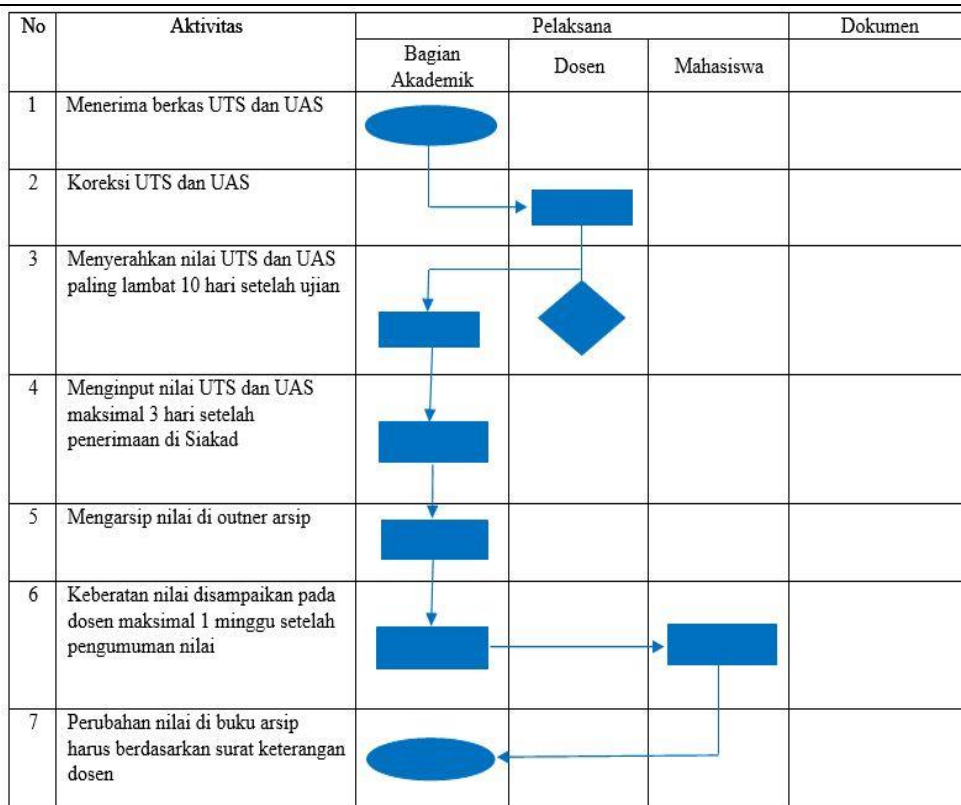 No Aktivitas Pelaksana Dokumen
Bagian
Akademik
Dosen
Mahasiswa
1 Menerima berkas UTS dan UAS
2 Koreksi UTS dan UAS
3 Menyerahkan nilai UTS dan UAS
paling lambat 10 hari setelah ujian
4 Menginput nilai UTS dan UAS
maksimal 3 hari setelah
penerimaan di Siakad
5 Mengarsip nilai di outner arsip
6 Keberatan nilai disampaikan pada
dosen maksimal 1 minggu setelah
pengumuman nilai
7 Perubahan nilai di buku arsip
harus berdasarkan surat keterangan
dosen